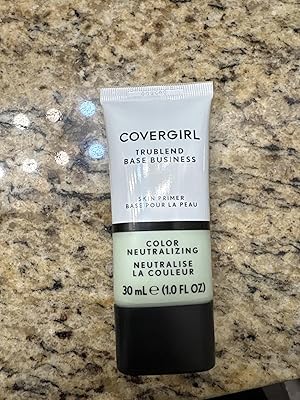 COVERGIRL
TRUBLEND
BASE BUSINESS
SKIN PRIMER
BASE POUR LA PEAU
COLOR
NEUTRALIZING
NEUTRALISE
LA COULEUR
30 mL ℮ (1.0 FL OZ)